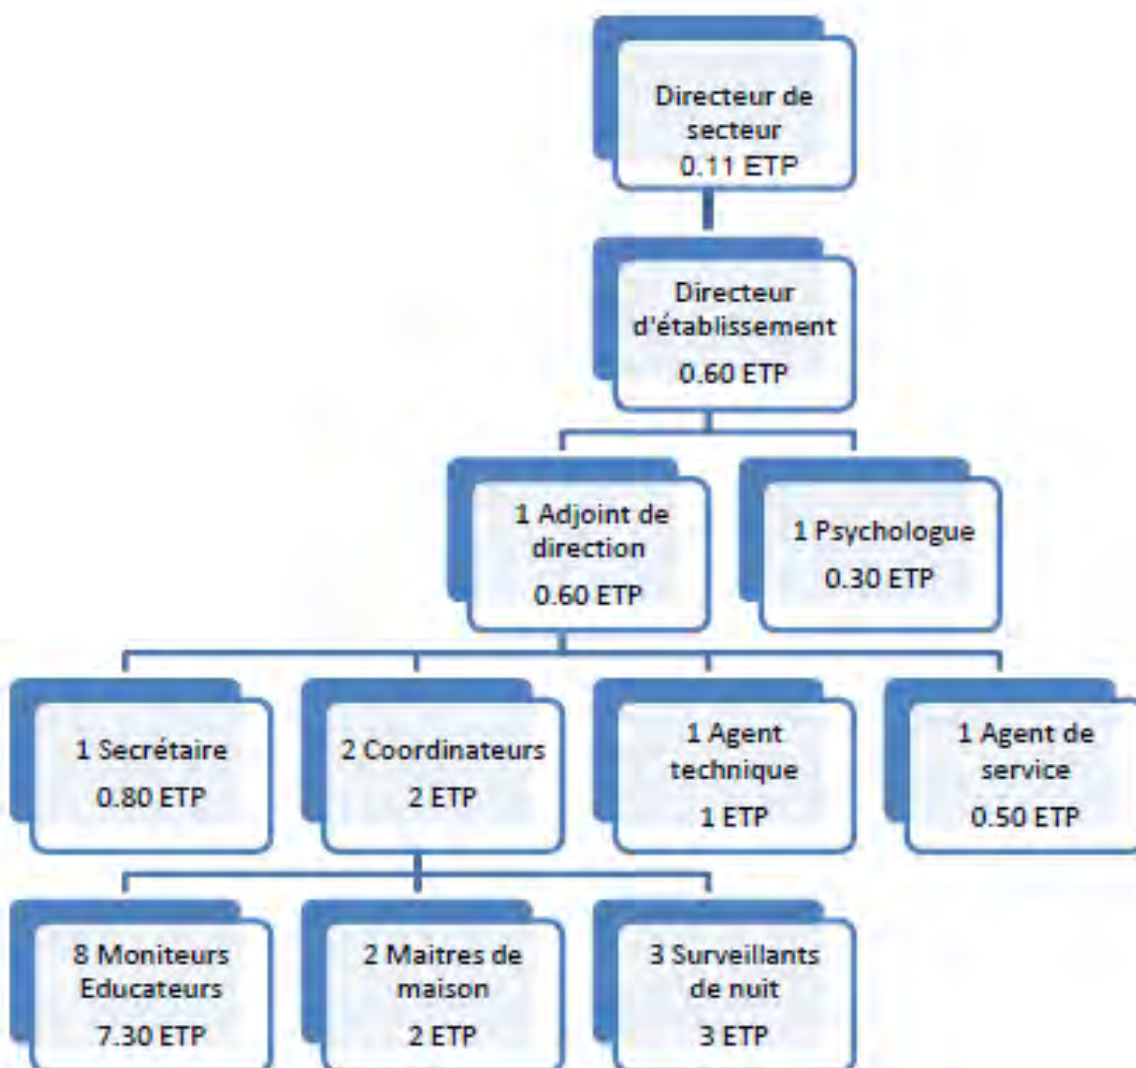 Directeur de
secteur
0.11 ETP
Directeur
d'établissement
0.60 ETP
1 Adjoint de
direction
0.60 ETP
1 Psychologue
0.30 ETP
1 Secrétaire
0.80 ETP
2 Coordinateurs
2 ETP
1 Agent
technique
1 ETP
1 Agent de
service
0.50 ETP
8 Moniteurs
Educateurs
7.30 ETP
2 Maitres de
maison
2 ETP
3 Surveillants
de nuit
3 ETP